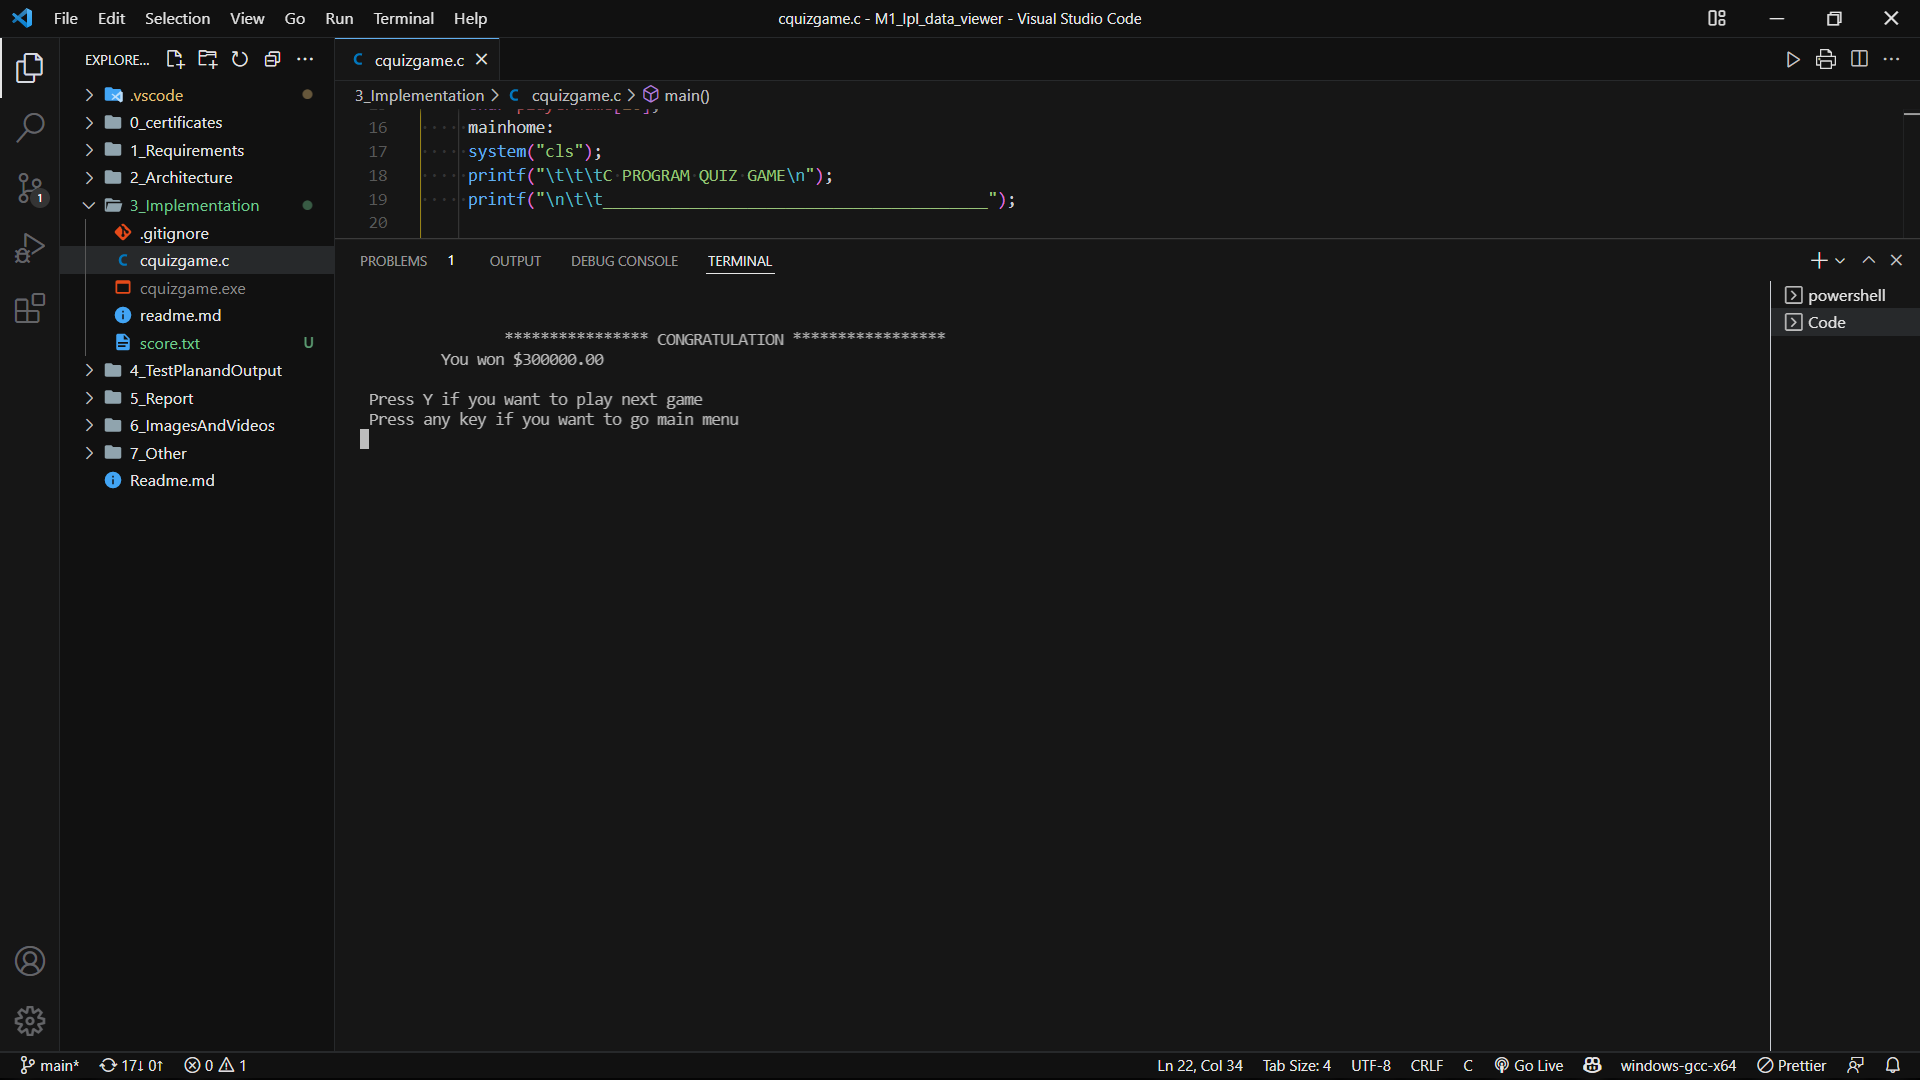 File Edit Selection View Go Run Terminal Help
cquizgame.c - M1_lpl_data_viewer - Visual Studio Code
EXPLORE...
cquizgame.c
.vscode
0_certificates
1_Requirements
2_Architecture
3_Implementation
.gitignore
cquizgame.c
cquizgame.exe
readme.md
score.txt U
4_TestPlanandOutput
5_Report
6_ImagesAndVideos
7_Other
Readme.md
1
3_Implementation > C cquizgame.c > main()
16 mainhome:
17 system("cls");
18 printf("\t\t\tC PROGRAM QUIZ GAME\n");
19 printf("\n\t\t___________________________________________");
20
PROBLEMS 1 OUTPUT DEBUG CONSOLE TERMINAL
powershell
Code
**************** CONGRATULATION *****************
You won $300000.00
Press Y if you want to play next game
Press any key if you want to go main menu
main* 17↓ 0↑ 0 1
Ln 22, Col 34 Tab Size: 4 UTF-8 CRLF C Go Live windows-gcc-x64 Prettier